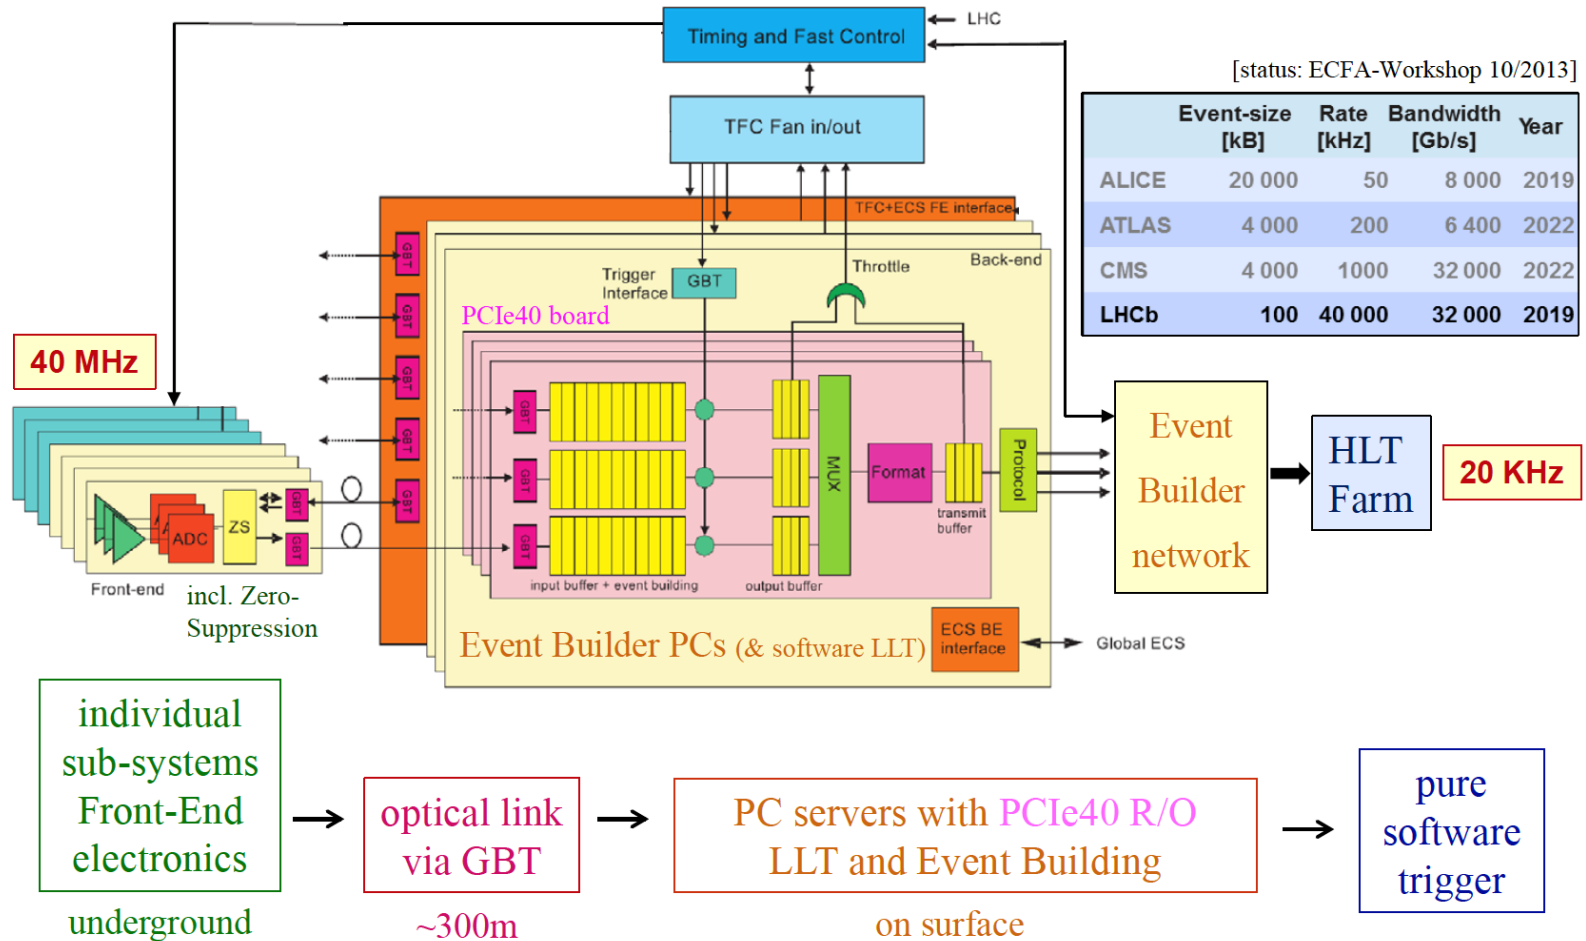 Timing and Fast Control
LHC
[status: ECFA-Workshop 10/2013]
TFC Fan in/out
Event-size Rate Bandwidth Year
[kB] [kHz] [Gb/s]
ALICE 20 000 50 8 000 2019
ATLAS 4 000 200 6 400 2022
CMS 4 000 1000 32 000 2022
LHCb 100 40 000 32 000 2019
TFC+ECS FE interface
Back-end
GBT
GBT
GBT
GBT
GBT
Trigger
Interface
GBT
Throttle
PCIe40 board
40 MHz
GBT
GBT
GBT
MUX
Format
transmit
buffer
Protocol
input buffer + event building
output buffer
Event
Builder
network
HLT
Farm
20 KHz
ADC
ZS
GBT
GBT
Front-end
incl. Zero-
Suppression
Event Builder PCs (& software LLT)
ECS BE
interface
Global ECS
individual
sub-systems
Front-End
electronics
underground
optical link
via GBT
~300m
PC servers with PCIe40 R/O
LLT and Event Building
on surface
pure
software
trigger